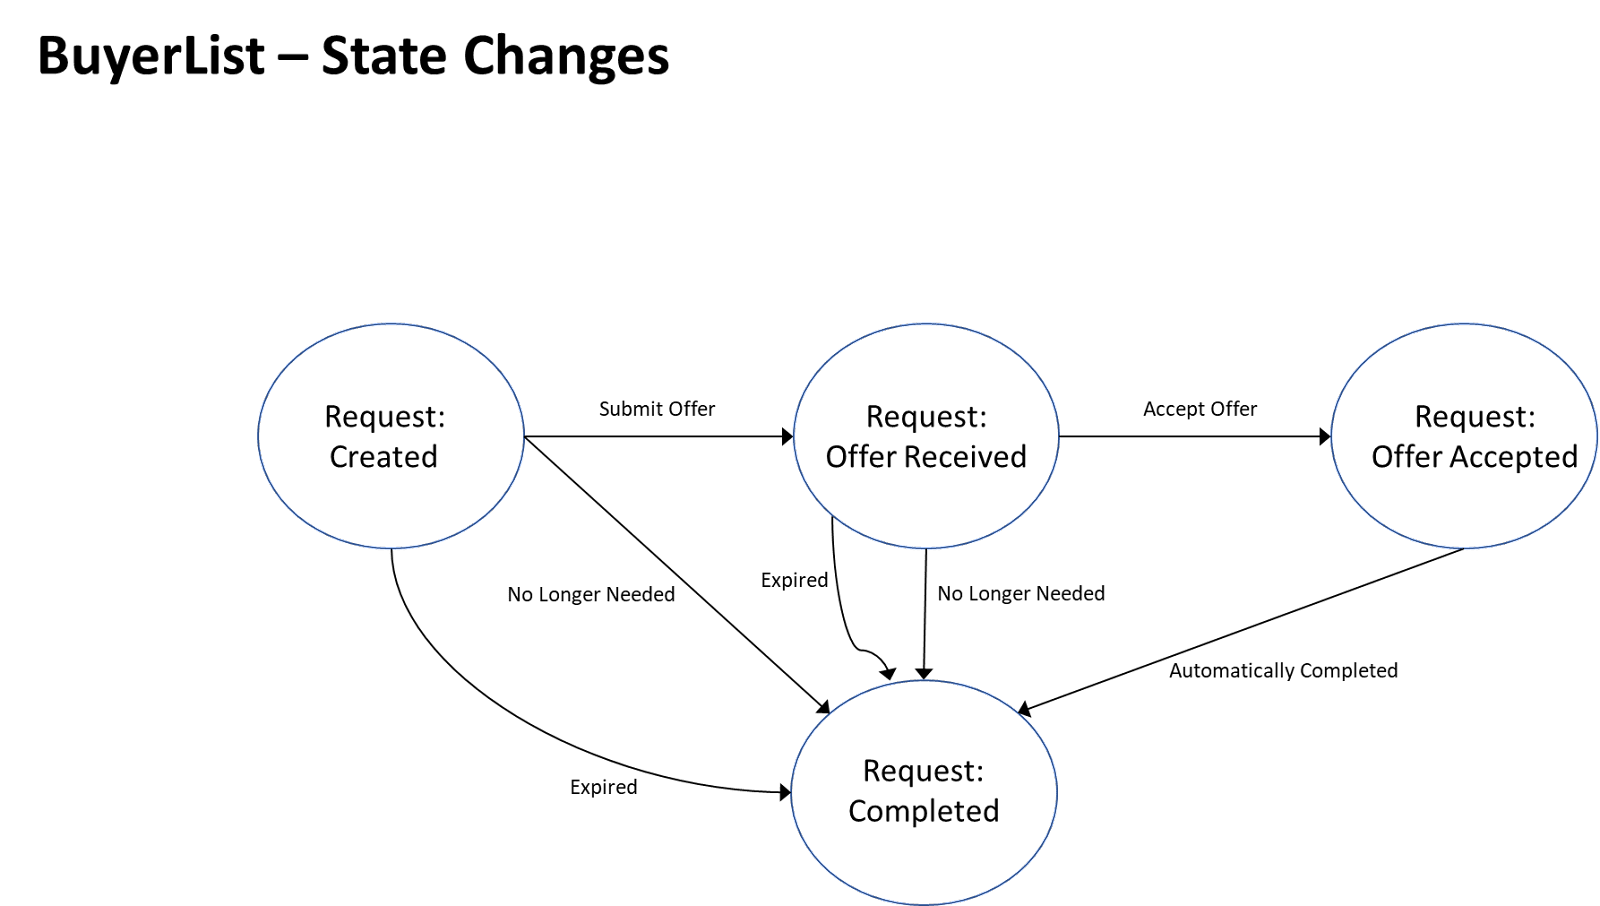 BuyerList – State Changes
Request:
Created
Submit Offer
Request:
Offer Received
Accept Offer
Request:
Offer Accepted
No Longer Needed
Expired
No Longer Needed
Automatically Completed
Expired
Request:
Completed